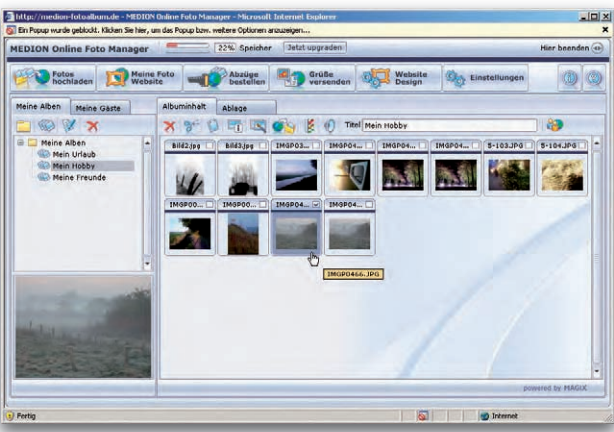 http://medion-fotoalbum.de - MEDION Online Foto Manager - Microsoft Internet Explorer
Ein Popup wurde geblockt. Klicken Sie hier, um das Popup bzw. weitere Optionen anzuzeigen...
MEDION Online Foto Manager 22% Speicher Jetzt upgraden Hier beenden
Fotos hochladen
Meine Foto Website
Abzüge bestellen
Grüße versenden
Website Design
Einstellungen
Meine Alben Meine Gäste Albuminhalt Ablage
Titel Mein Hobby
Meine Alben
Mein Urlaub
Mein Hobby
Meine Freunde
Bild2.jpg Bild3.jpg IMGP03... IMGP04... IMGP04... IMGP04... 5-103.JPG 5-104.JPG
IMGP00... IMGP00... IMGP04... IMGP04...
IMGP0466.JPG
powered by MAGIX
Fertig Internet